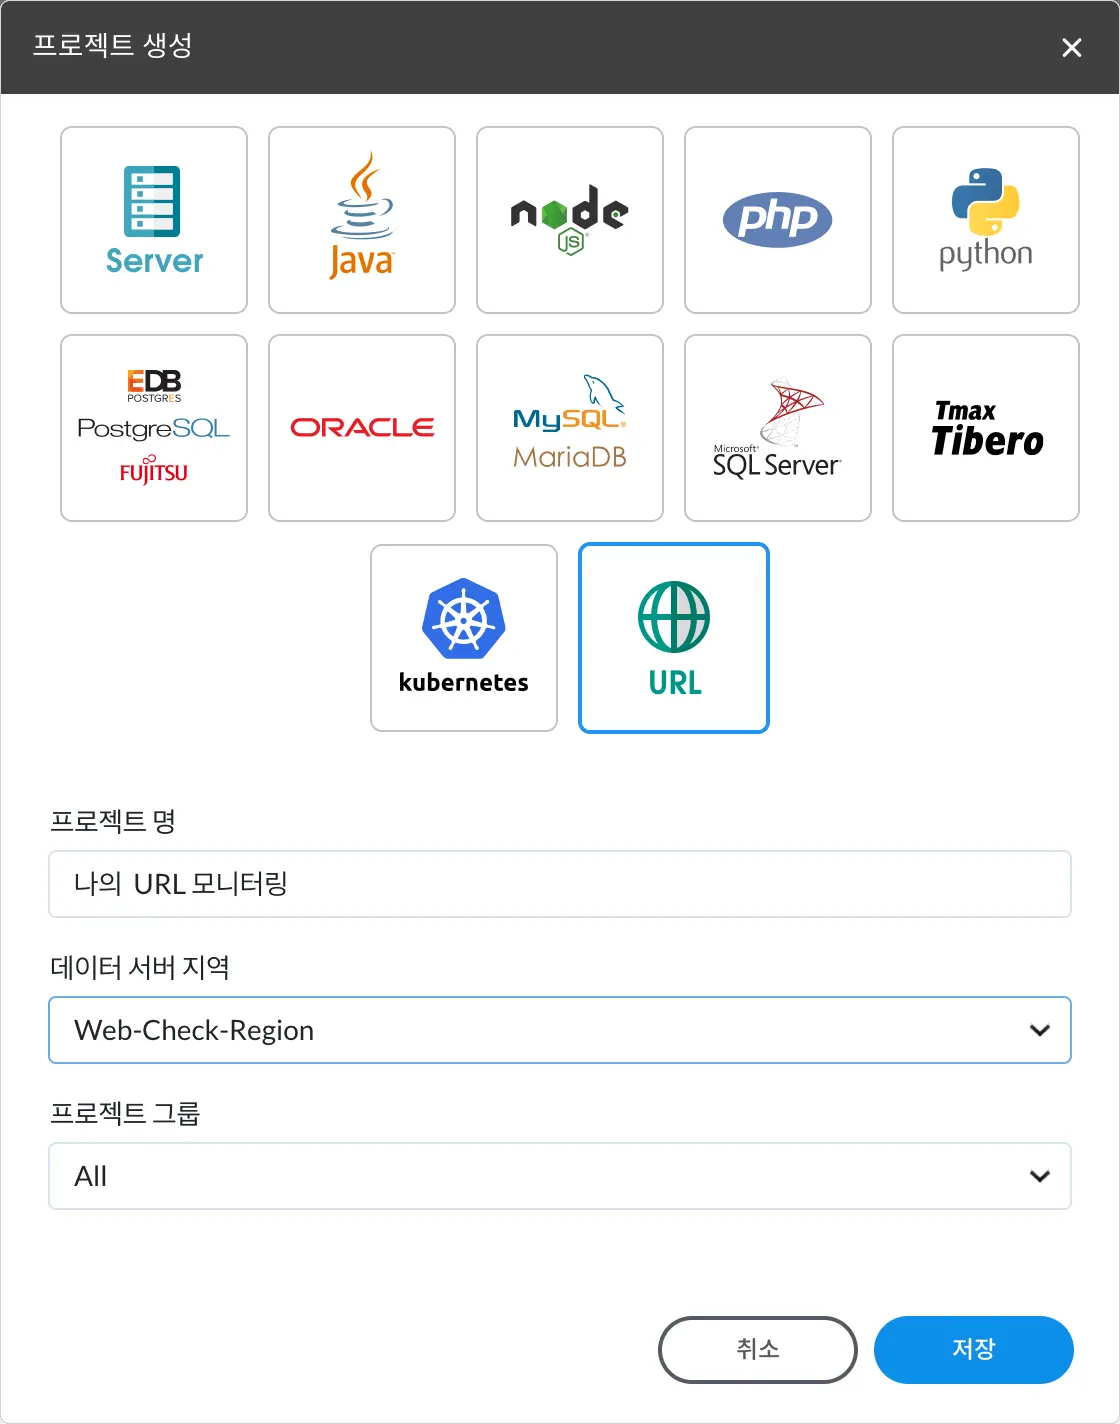 프로젝트 생성
Server
Java
node
JS
php
python
EDB
POSTGRES
PostgreSQL
FUJITSU
ORACLE
MySQL
MariaDB
Microsoft
SQL Server
Tmax
Tibero
kubernetes
URL
프로젝트 명
나의 URL 모니터링
데이터 서버 지역
Web-Check-Region
프로젝트 그룹
All
취소
저장